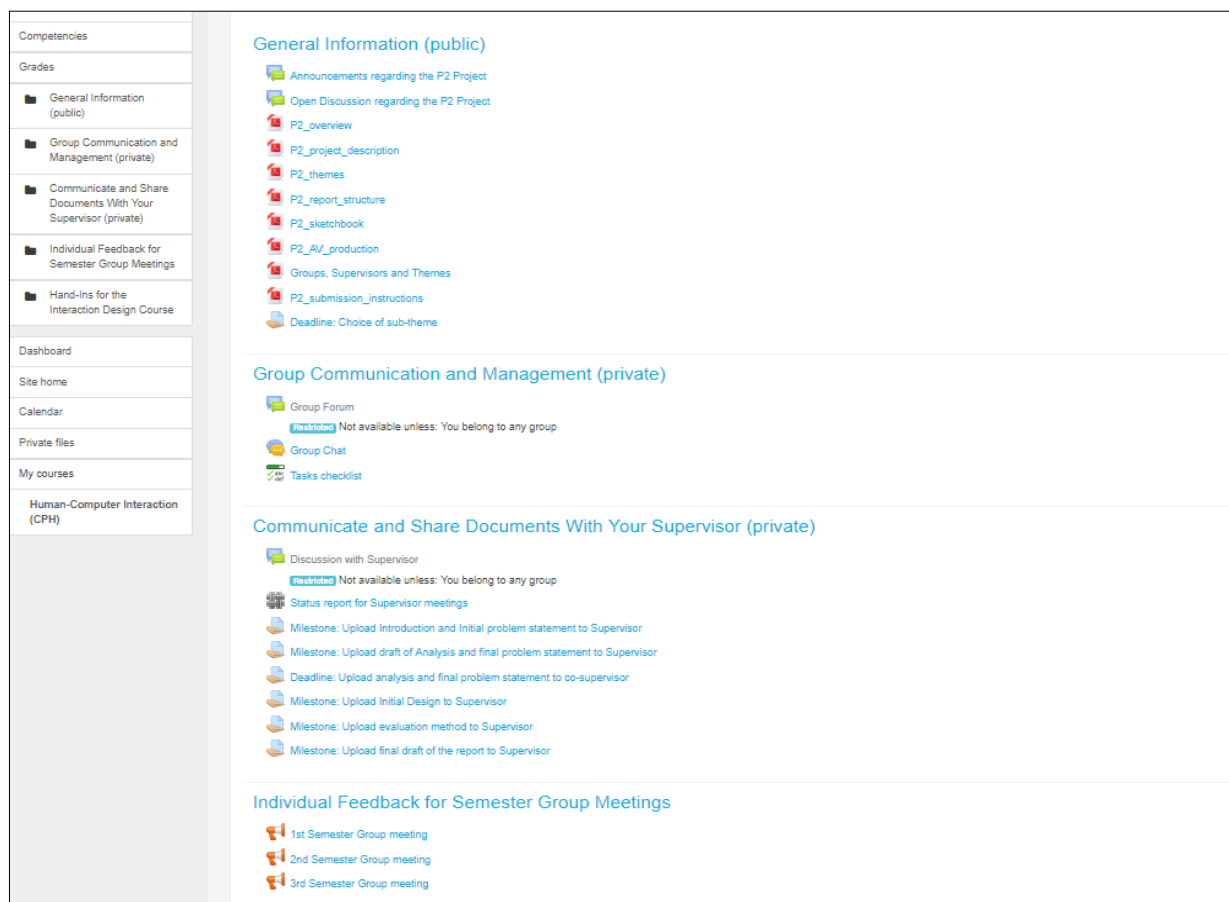 Competencies
Grades
General Information
(public)
Group Communication and
Management (private)
Communicate and Share
Documents With Your
Supervisor (private)
Individual Feedback for
Semester Group Meetings
Hand-Ins for the
Interaction Design Course
Dashboard
Site home
Calendar
Private files
My courses
Human-Computer Interaction
(CPH)
General Information (public)
Announcements regarding the P2 Project
Open Discussion regarding the P2 Project
P2_overview
P2_project_description
P2_themes
P2_report_structure
P2_sketchbook
P2_AV_production
Groups, Supervisors and Themes
P2_submission_instructions
Deadline: Choice of sub-theme
Group Communication and Management (private)
Group Forum
Restricted Not available unless: You belong to any group
Group Chat
Tasks checklist
Communicate and Share Documents With Your Supervisor (private)
Discussion with Supervisor
Restricted Not available unless: You belong to any group
Status report for Supervisor meetings
Milestone: Upload Introduction and Initial problem statement to Supervisor
Milestone: Upload draft of Analysis and final problem statement to Supervisor
Deadline: Upload analysis and final problem statement to co-supervisor
Milestone: Upload Initial Design to Supervisor
Milestone: Upload evaluation method to Supervisor
Milestone: Upload final draft of the report to Supervisor
Individual Feedback for Semester Group Meetings
1st Semester Group meeting
2nd Semester Group meeting
3rd Semester Group meeting